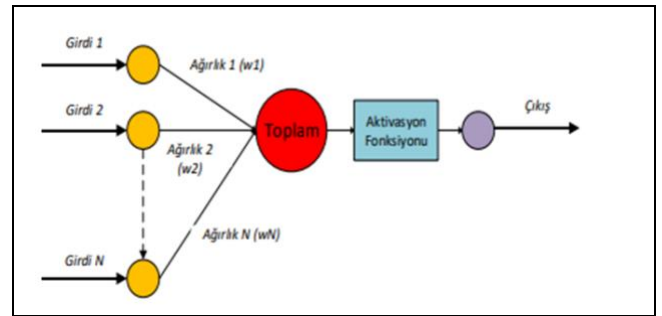 Girdi 1
Ağırlık 1 (w1)
Girdi 2
Ağırlık 2
(w2)
Toplam
Aktivasyon
Fonksiyonu
Çıkış
Ağırlık N (wN)
Girdi N